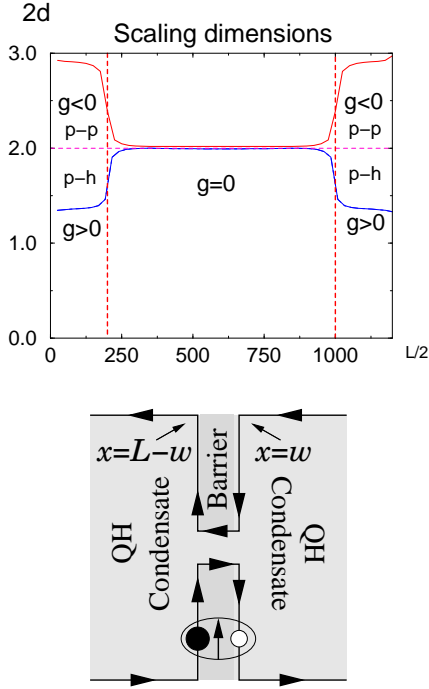 2d
Scaling dimensions
3.0
g<0
g<0
p−p
p−p
2.0
p−h
g=0
p−h
g>0
g>0
1.0
0.0
0
250
500
750
1000
L/2
x=L−w
x=w
Barrier
QH
Condensate
QH
Condensate